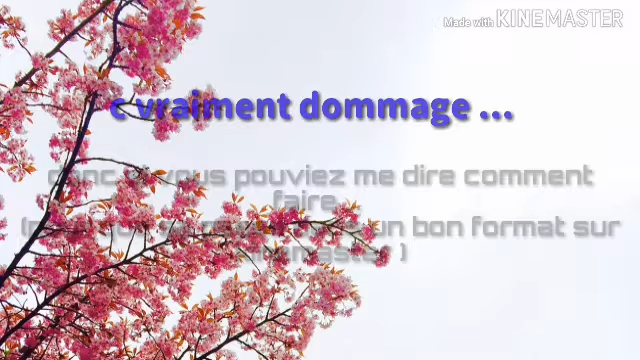 Made with KINEMASTER
c vraiment dommage ...
donc si vous pouviez me dire comment
faire
un bon format sur
kinemaster )